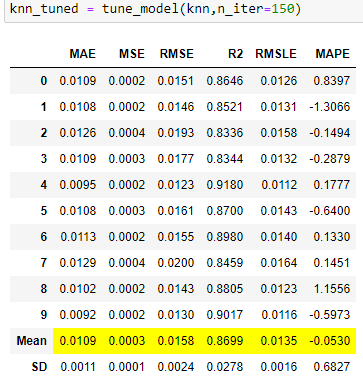 knn_tuned = tune_model(knn,n_iter=150)
MAE MSE RMSE R2 RMSLE MAPE
0 0.0109 0.0002 0.0151 0.8646 0.0126 0.8397
1 0.0108 0.0002 0.0146 0.8521 0.0131 -1.3066
2 0.0126 0.0004 0.0193 0.8336 0.0158 -0.1494
3 0.0109 0.0003 0.0177 0.8344 0.0132 -0.2879
4 0.0095 0.0002 0.0123 0.9180 0.0112 0.1777
5 0.0108 0.0003 0.0161 0.8700 0.0143 -0.6400
6 0.0113 0.0002 0.0155 0.8980 0.0140 0.1330
7 0.0129 0.0004 0.0200 0.8459 0.0164 0.1451
8 0.0102 0.0002 0.0143 0.8805 0.0123 1.1556
9 0.0092 0.0002 0.0130 0.9017 0.0116 -0.5973
Mean 0.0109 0.0003 0.0158 0.8699 0.0135 -0.0530
SD 0.0011 0.0001 0.0024 0.0278 0.0016 0.6827